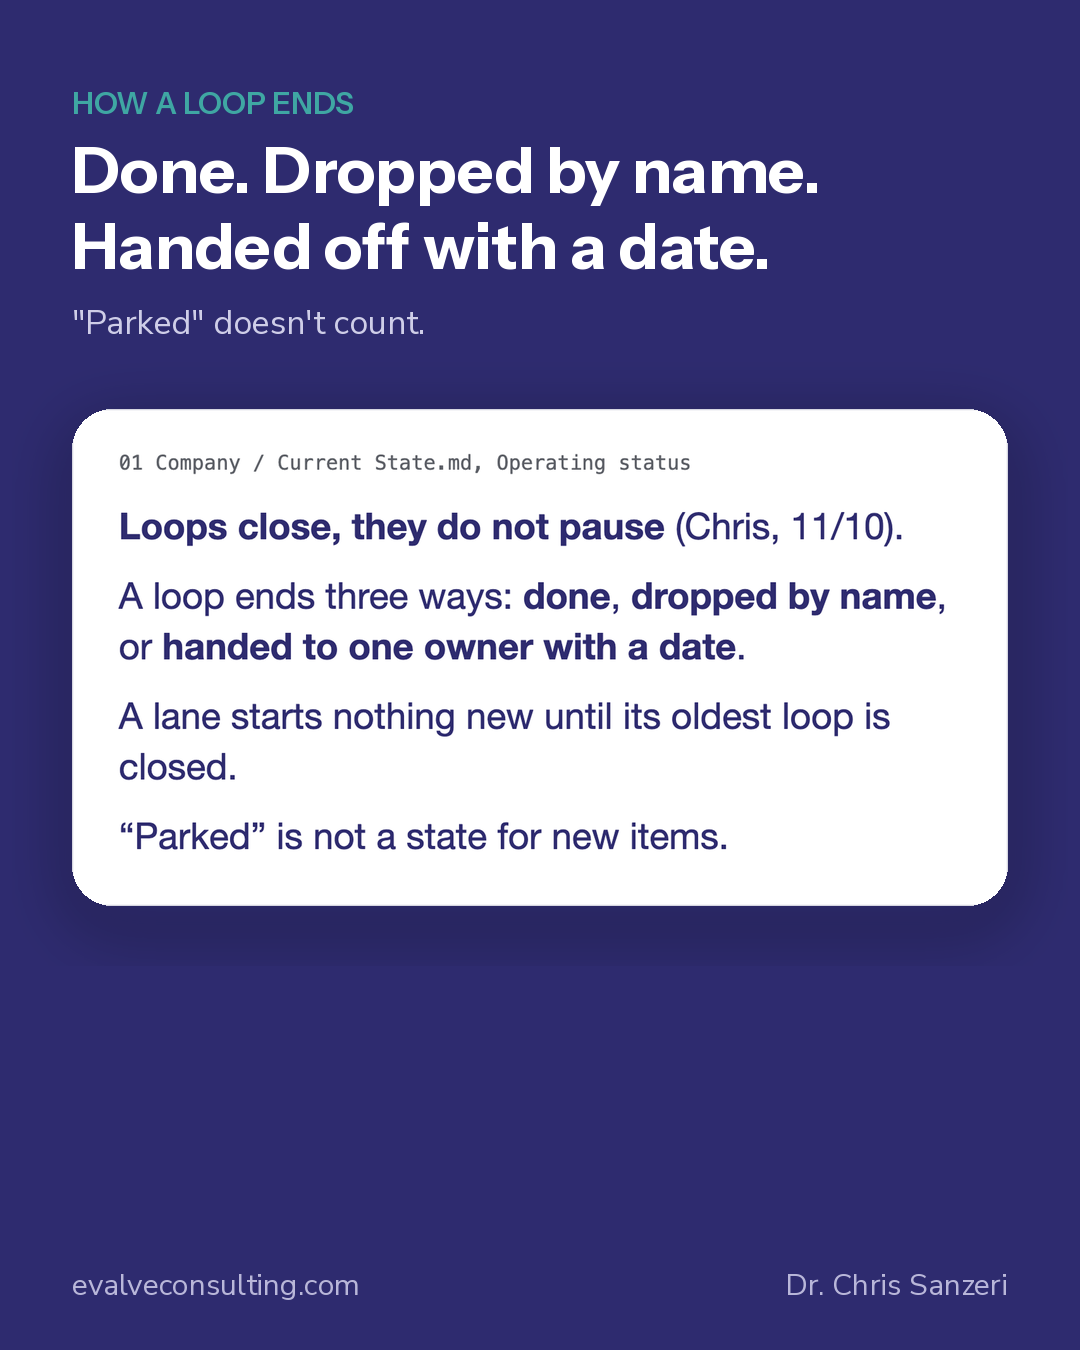 HOW A LOOP ENDS
Done. Dropped by name.
Handed off with a date.
"Parked" doesn't count.
01 Company / Current State.md, Operating status
Loops close, they do not pause (Chris, 11/10).
A loop ends three ways: done, dropped by name,
or handed to one owner with a date.
A lane starts nothing new until its oldest loop is
closed.
“Parked” is not a state for new items.
evalveconsulting.com
Dr. Chris Sanzeri